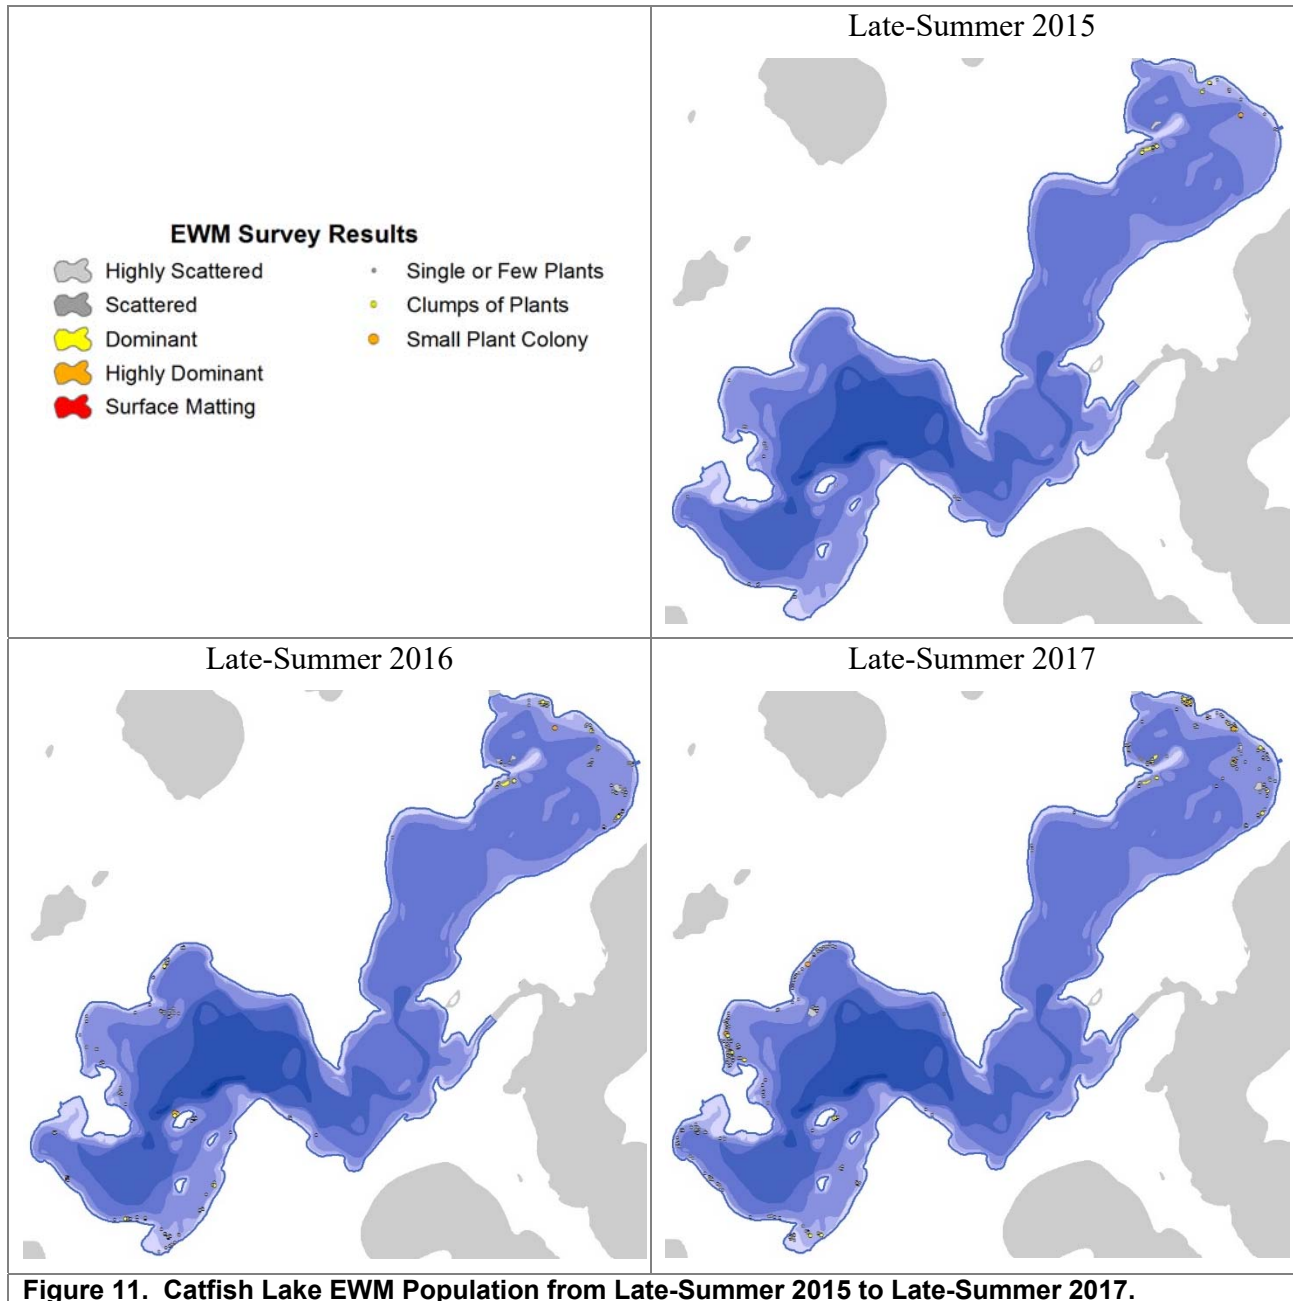 Late-Summer 2015
EWM Survey Results
Highly Scattered
Scattered
Dominant
Highly Dominant
Surface Matting
Single or Few Plants
Clumps of Plants
Small Plant Colony
Late-Summer 2016
Late-Summer 2017
Figure 11. Catfish Lake EWM Population from Late-Summer 2015 to Late-Summer 2017.